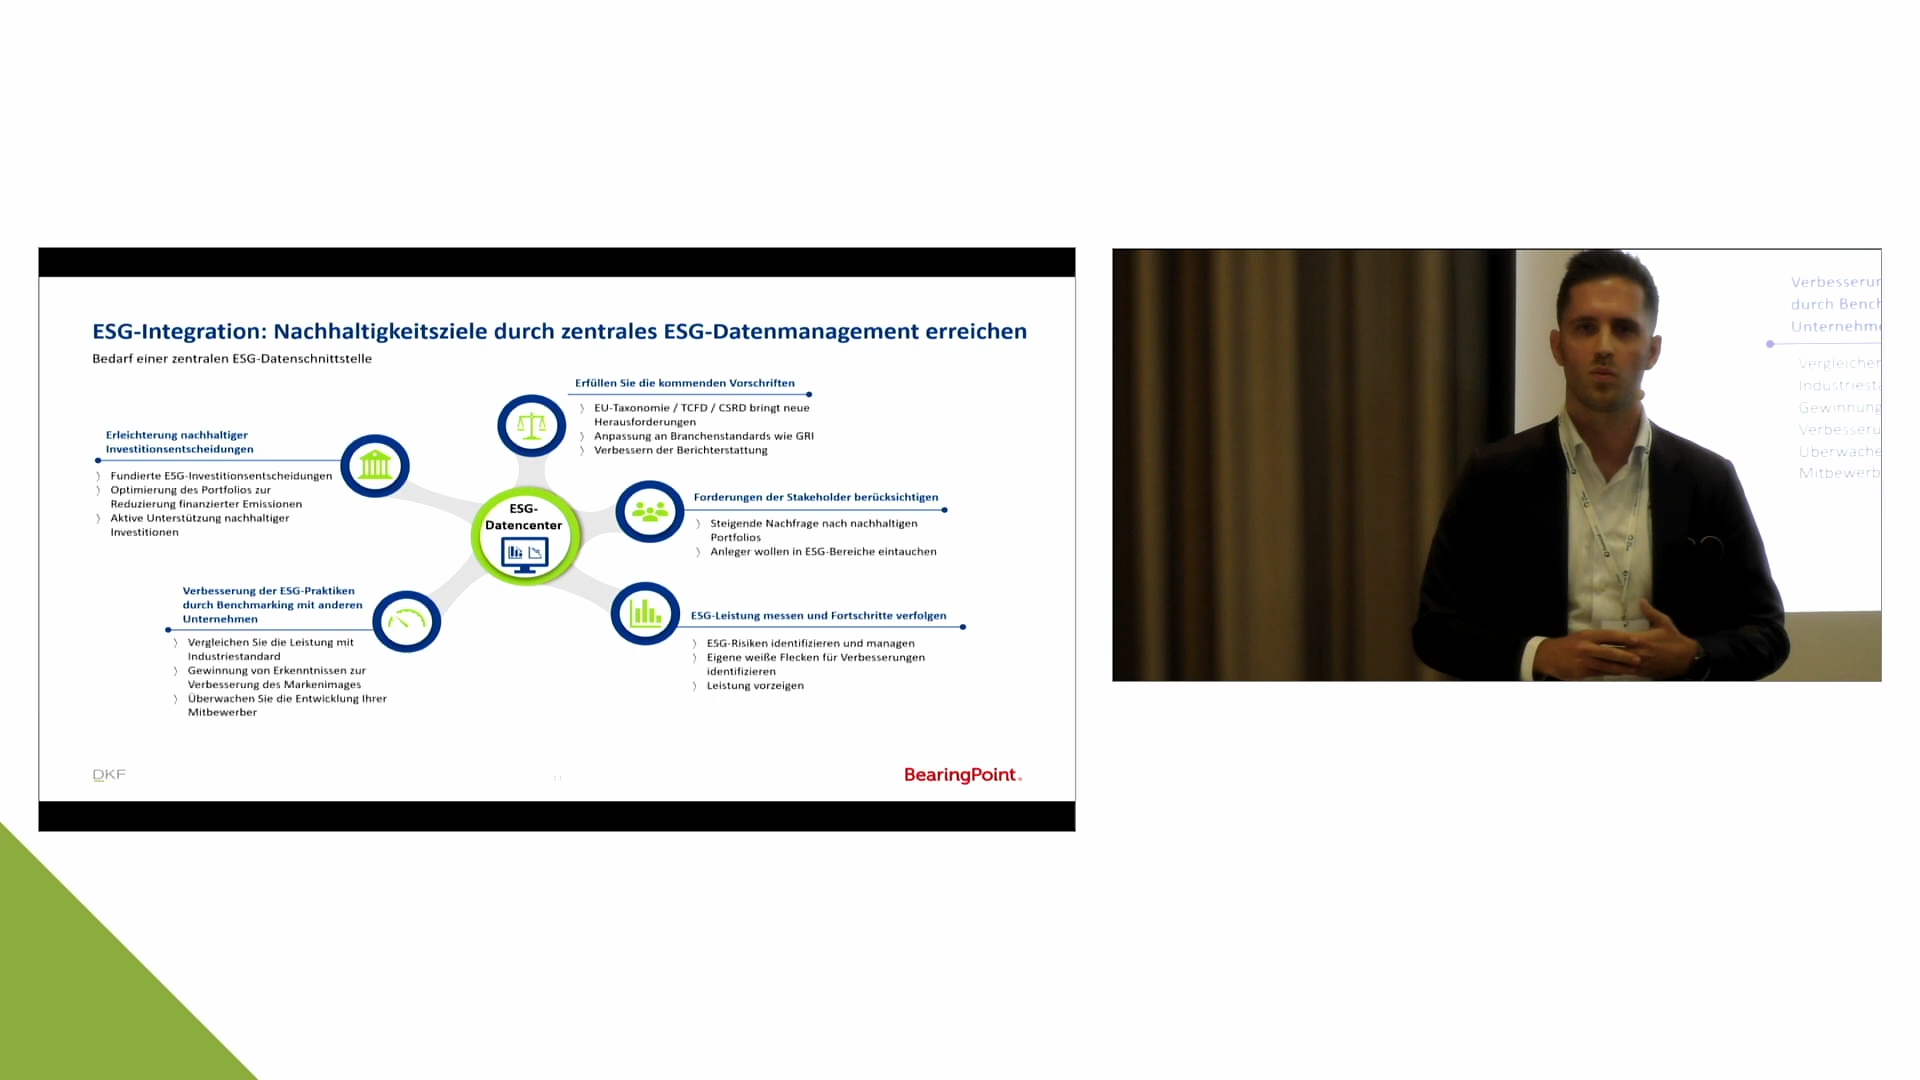 ESG-Integration: Nachhaltigkeitsziele durch zentrales ESG-Datenmanagement erreichen
Bedarf einer zentralen ESG-Datenschnittstelle
Erfüllen Sie die kommenden Vorschriften
EU-Taxonomie / TCFD / CSRD bringt neue
Herausforderungen
Anpassung an Branchenstandards wie GRI
Verbessern der Berichterstattung
Erleichterung nachhaltiger
Investitionsentscheidungen
Fundierte ESG-Investitionsentscheidungen
Optimierung des Portfolios zur
Reduzierung finanzierter Emissionen
Aktive Unterstützung nachhaltiger
Investitionen
ESG-
Datencenter
Forderungen der Stakeholder berücksichtigen
Steigende Nachfrage nach nachhaltigen
Portfolios
Anleger wollen in ESG-Bereiche eintauchen
Verbesserung der ESG-Praktiken
durch Benchmarking mit anderen
Unternehmen
Vergleichen Sie die Leistung mit
Industriestandard
Gewinnung von Erkenntnissen zur
Verbesserung des Markenimages
Überwachen Sie die Entwicklung Ihrer
Mitbewerber
ESG-Leistung messen und Fortschritte verfolgen
ESG-Risiken identifizieren und managen
Eigene weiße Flecken für Verbesserungen
identifizieren
Leistung vorzeigen
DKF
BearingPoint.
Verbesserun
durch Bench
Unternehme
Vergleichen
Industriesta
Gewinnung
Verbesseru
Überwache
Mitbewerb